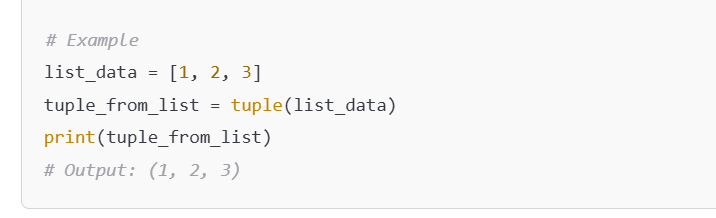 # Example
list_data = [1, 2, 3]
tuple_from_list = tuple(list_data)
print(tuple_from_list)
# Output: (1, 2, 3)